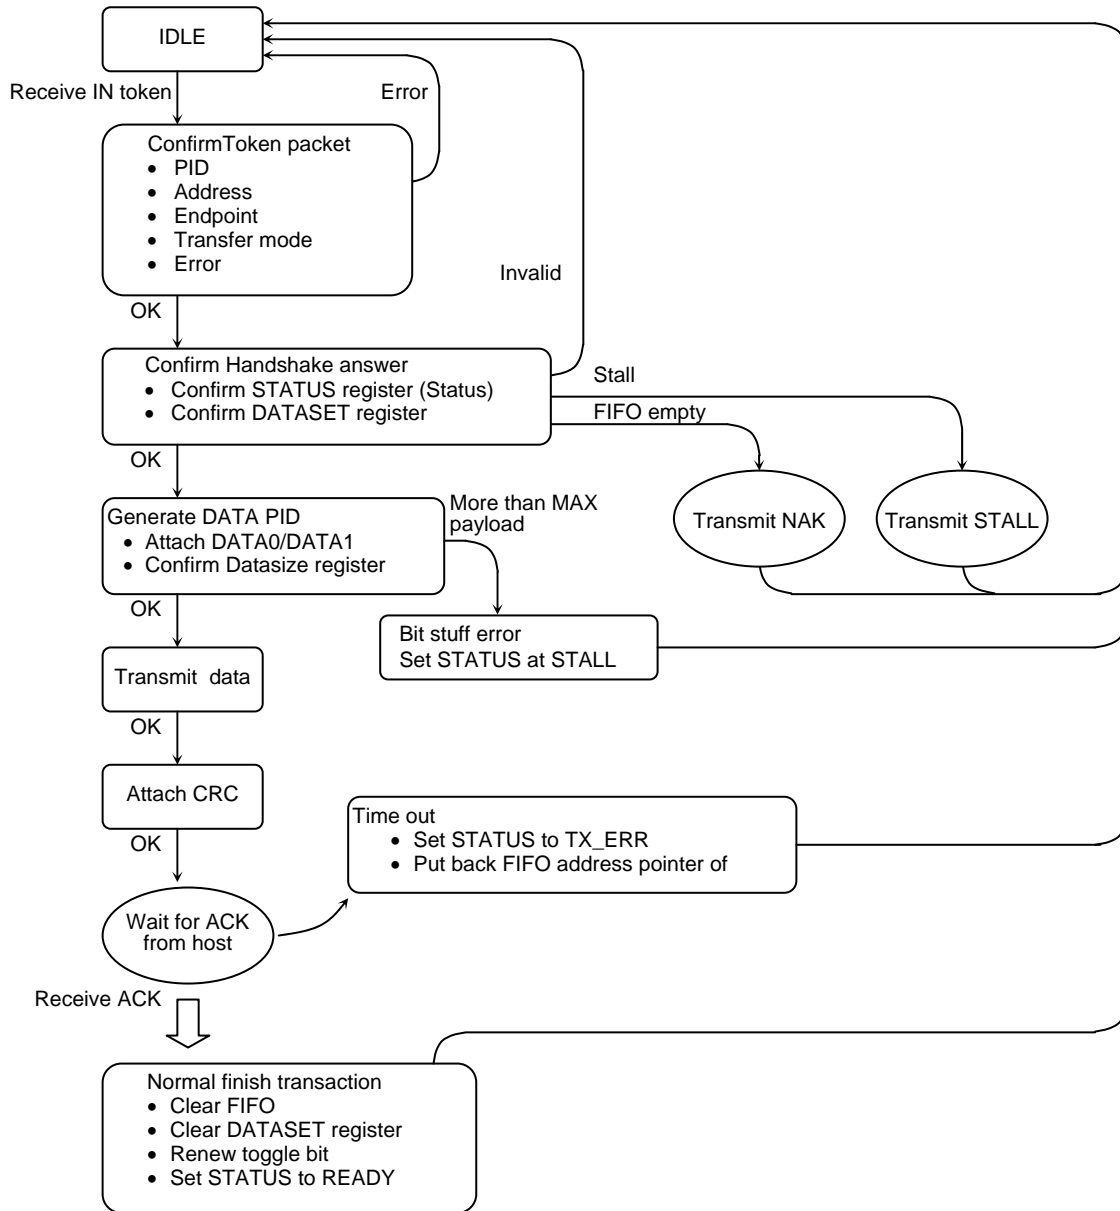 IDLE
Receive IN token
Error
ConfirmToken packet
• PID
• Address
• Endpoint
• Transfer mode
• Error
Invalid
OK
Confirm Handshake answer
• Confirm STATUS register (Status)
• Confirm DATASET register
Stall
FIFO empty
OK
Generate DATA PID
• Attach DATA0/DATA1
• Confirm Datasize register
More than MAX
payload
Transmit NAK
Transmit STALL
OK
Bit stuff error
Set STATUS at STALL
Transmit data
OK
Attach CRC
OK
Time out
• Set STATUS to TX_ERR
• Put back FIFO address pointer of
Wait for ACK
from host
Receive ACK
Normal finish transaction
• Clear FIFO
• Clear DATASET register
• Renew toggle bit
• Set STATUS to READY